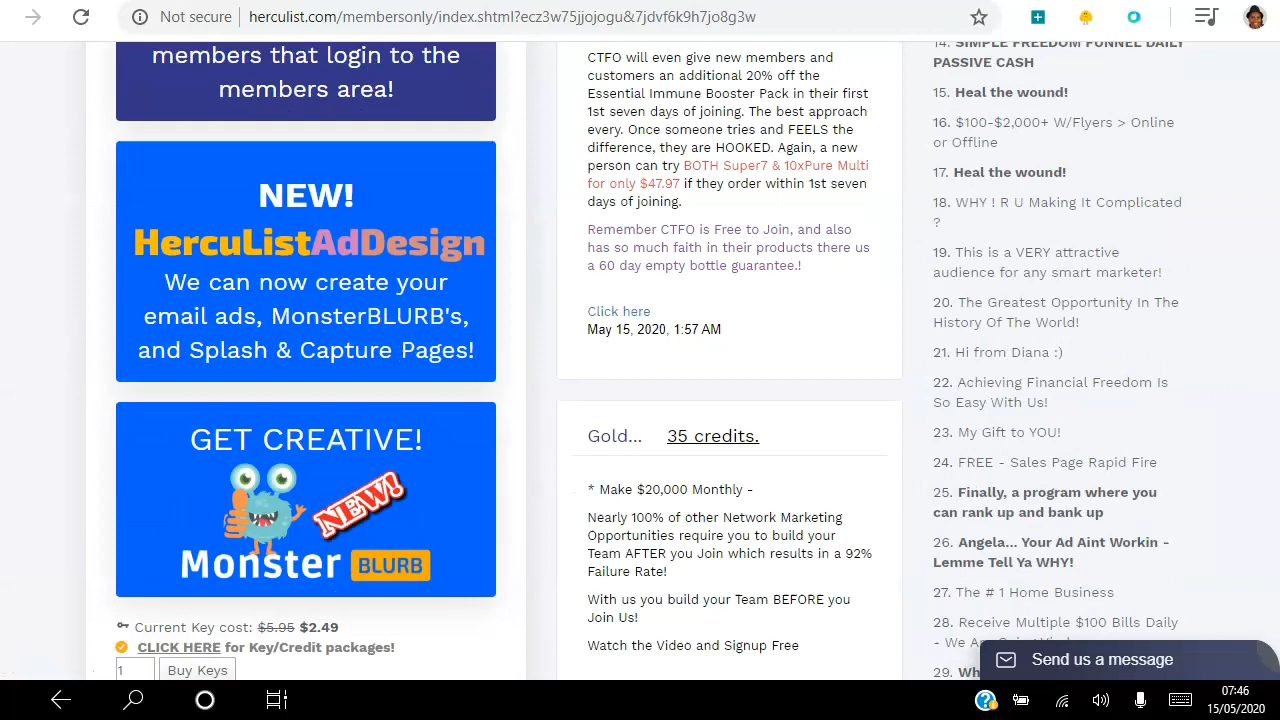 Not secure
herculist.com/membersonly/index.shtml?ecz3w75jjojogu&7jdvf6k9h7jo8g3w
members that login to the
members area!
NEW!
HercuListAdDesign
We can now create your
email ads, MonsterBLURB's,
and Splash & Capture Pages!
GET CREATIVE!
NEW!
Monster BLURB
Current Key cost: $5.95 $2.49
CLICK HERE for Key/Credit packages!
1
Buy Keys
CTFO will even give new members and
customers an additional 20% off the
Essential Immune Booster Pack in their first
1st seven days of joining. The best approach
every. Once someone tries and FEELS the
difference, they are HOOKED. Again, a new
person can try BOTH Super7 & 10xPure Multi
for only $47.97 if they order within 1st seven
days of joining.
Remember CTFO is Free to Join, and also
has so much faith in their products there us
a 60 day empty bottle guarantee.!
Click here
May 15, 2020, 1:57 AM
Gold... 35 credits.
* Make $20,000 Monthly -
Nearly 100% of other Network Marketing
Opportunities require you to build your
Team AFTER you Join which results in a 92%
Failure Rate!
With us you build your Team BEFORE you
Join Us!
Watch the Video and Signup Free
14. SIMPLE FREEDOM FUNNEL DAILY
PASSIVE CASH
15. Heal the wound!
16. $100-$2,000+ W/Flyers > Online
or Offline
17. Heal the wound!
18. WHY ! R U Making It Complicated
?
19. This is a VERY attractive
audience for any smart marketer!
20. The Greatest Opportunity In The
History Of The World!
21. Hi from Diana :)
22. Achieving Financial Freedom Is
So Easy With Us!
23. My Gift to YOU!
24. FREE - Sales Page Rapid Fire
25. Finally, a program where you
can rank up and bank up
26. Angela... Your Ad Aint Workin -
Lemme Tell Ya WHY!
27. The # 1 Home Business
28. Receive Multiple $100 Bills Daily
- We
29.
Send us a message
07:46
15/05/2020